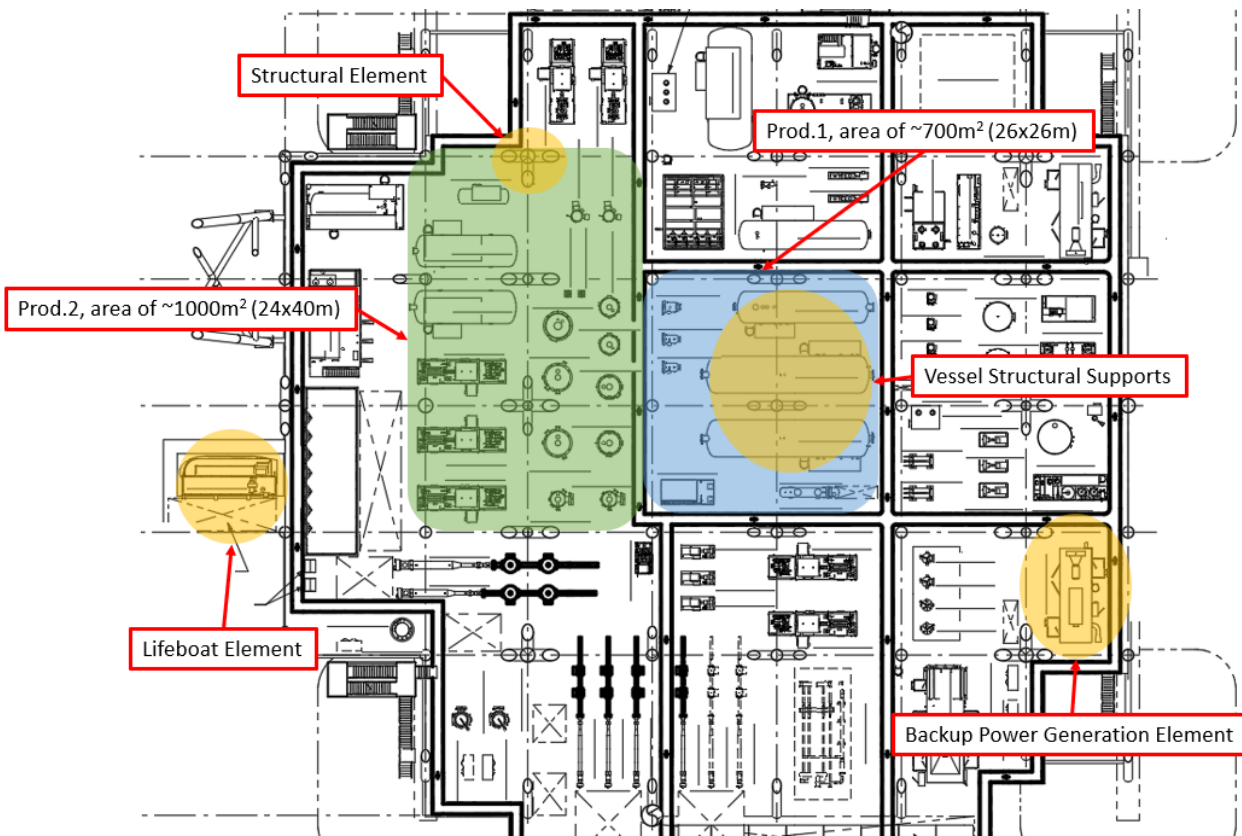 Structural Element
Prod.1, area of ~700m² (26x26m)
Prod.2, area of ~1000m² (24x40m)
Vessel Structural Supports
Lifeboat Element
Backup Power Generation Element